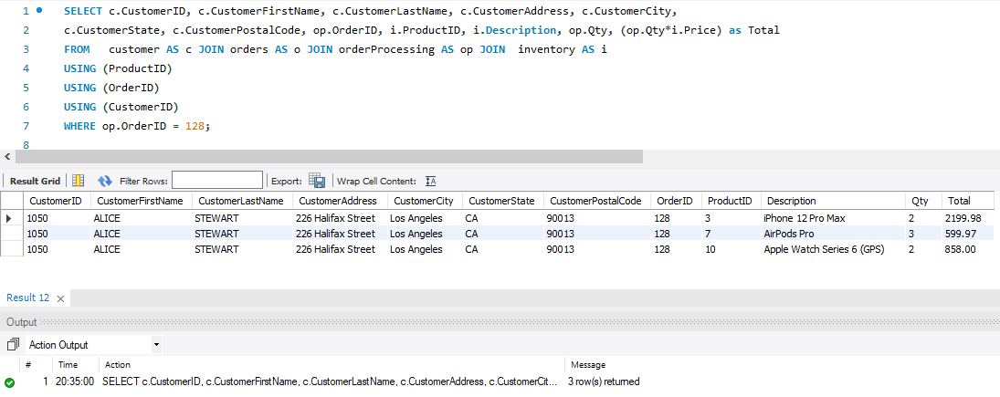 1 SELECT c.CustomerID, c.CustomerFirstName, c.CustomerLastName, c.CustomerAddress, c.CustomerCity,
2 c.CustomerState, c.CustomerPostalCode, op.OrderID, i.ProductID, i.Description, op.Qty, (op.Qty*i.Price) as Total
3 FROM customer AS c JOIN orders AS o JOIN orderProcessing AS op JOIN inventory AS i
4 USING (ProductID)
5 USING (OrderID)
6 USING (CustomerID)
7 WHERE op.OrderID = 128;
8
Result Grid Filter Rows: Export: Wrap Cell Content:
CustomerID CustomerFirstName CustomerLastName CustomerAddress CustomerCity CustomerState CustomerPostalCode OrderID ProductID Description Qty Total
1050 ALICE STEWART 226 Halifax Street Los Angeles CA 90013 128 3 iPhone 12 Pro Max 2 2199.98
1050 ALICE STEWART 226 Halifax Street Los Angeles CA 90013 128 7 AirPods Pro 3 599.97
1050 ALICE STEWART 226 Halifax Street Los Angeles CA 90013 128 10 Apple Watch Series 6 (GPS) 2 858.00
Result 12
Output
Action Output
# Time Action Message
1 20:35:00 SELECT c.CustomerID, c.CustomerFirstName, c.CustomerLastName, c.CustomerAddress, c.CustomerCit... 3 row(s) returned